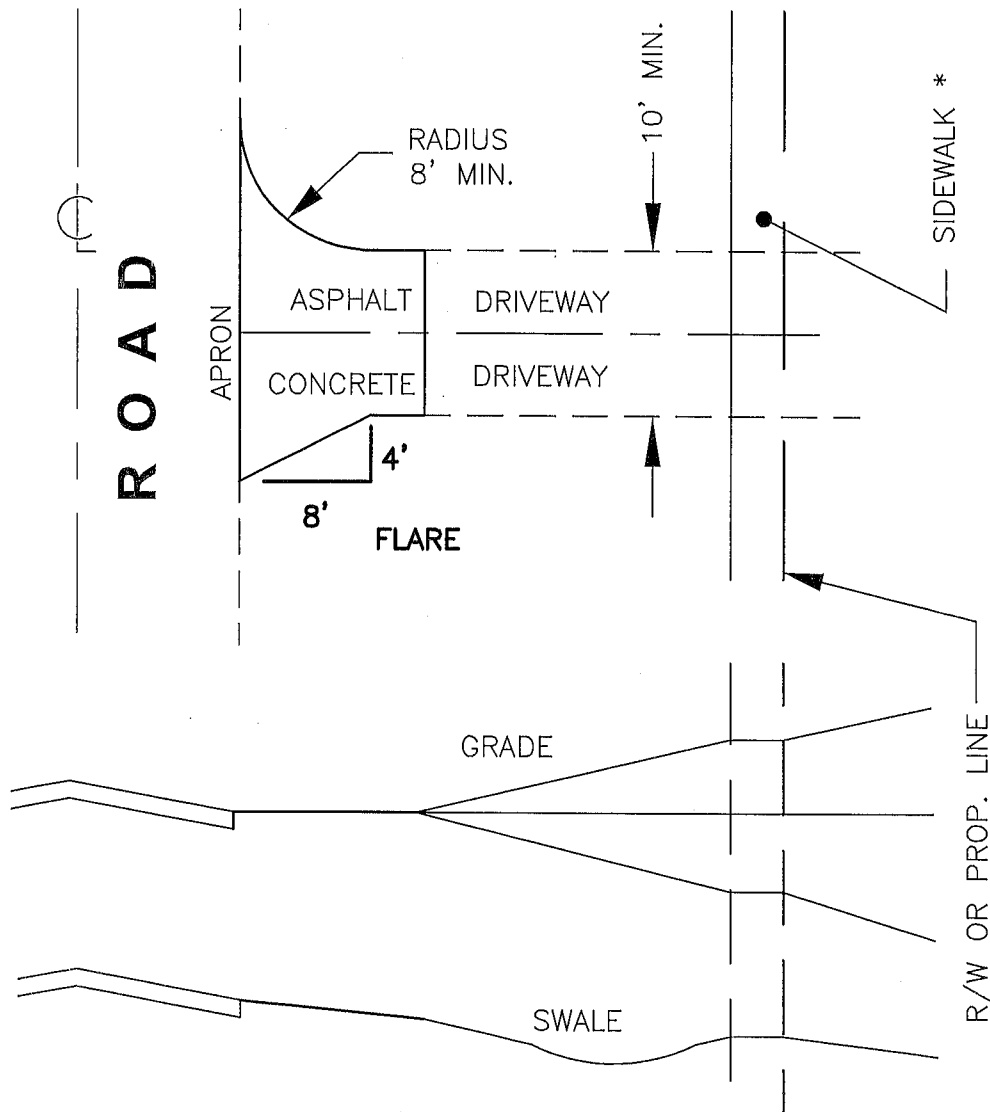 RADIUS
8' MIN.
10' MIN.
SIDEWALK *
℄
ROAD
APRON
ASPHALT
DRIVEWAY
CONCRETE
DRIVEWAY
4'
8'
FLARE
GRADE
R/W OR PROP. LINE
SWALE